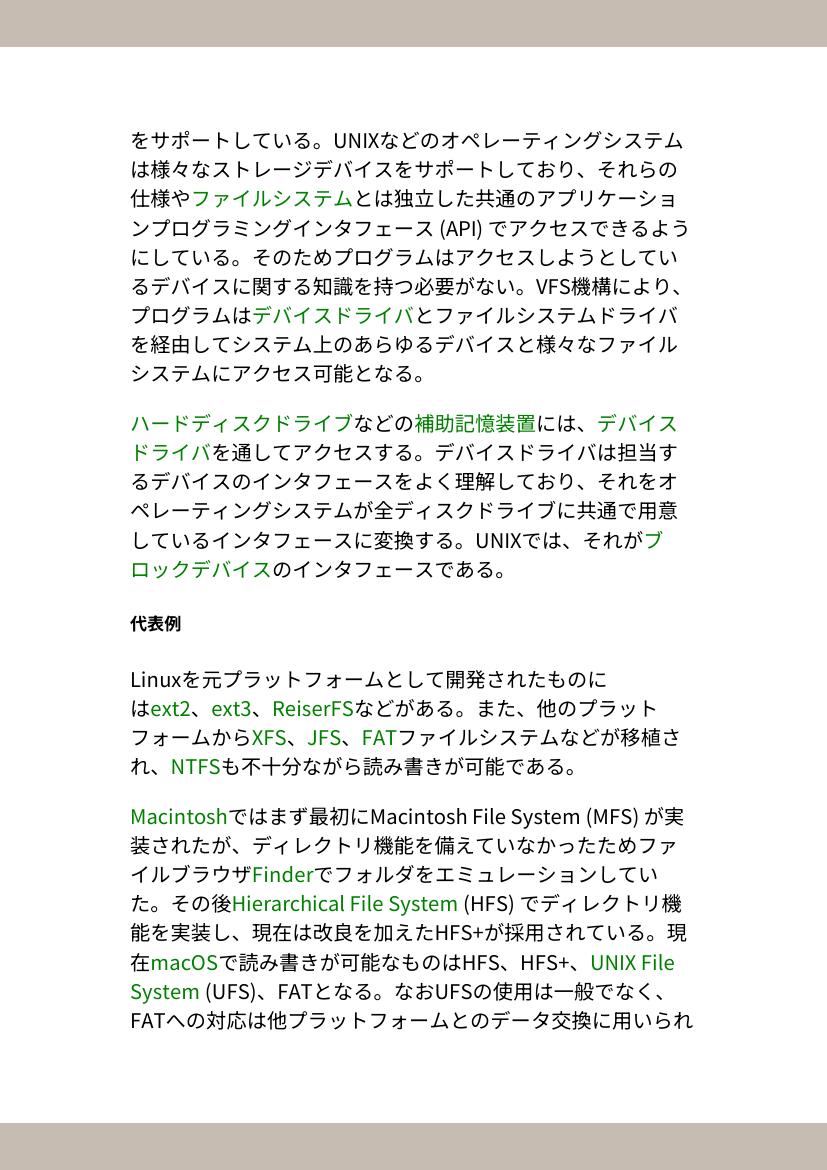 をサポートしている。UNIXなどのオペレーティングシステム
は様々なストレージデバイスをサポートしており、それらの
仕様やファイルシステムとは独立した共通のアプリケーショ
ンプログラミングインタフェース (API) でアクセスできるよう
にしている。そのためプログラムはアクセスしようとしてい
るデバイスに関する知識を持つ必要がない。VFS機構により、
プログラムはデバイスドライバとファイルシステムドライバ
を経由してシステム上のあらゆるデバイスと様々なファイル
システムにアクセス可能となる。
ハードディスクドライブなどの補助記憶装置には、デバイス
ドライバを通してアクセスする。デバイスドライバは担当す
るデバイスのインタフェースをよく理解しており、それをオ
ペレーティングシステムが全ディスクドライブに共通で用意
しているインタフェースに変換する。UNIXでは、それがブ
ロックデバイスのインタフェースである。
代表例
Linuxを元プラットフォームとして開発されたものに
はext2、ext3、ReiserFSなどがある。また、他のプラット
フォームからXFS、JFS、FATファイルシステムなどが移植さ
れ、NTFSも不十分ながら読み書きが可能である。
Macintoshではまず最初にMacintosh File System (MFS) が実
装されたが、ディレクトリ機能を備えていなかったためファ
イルブラウザFinderでフォルダをエミュレーションしてい
た。その後Hierarchical File System (HFS) でディレクトリ機
能を実装し、現在は改良を加えたHFS+が採用されている。現
在macOSで読み書きが可能なものはHFS、HFS+、UNIX File
System (UFS)、FATとなる。なおUFSの使用は一般でなく、
FATへの対応は他プラットフォームとのデータ交換に用いられ